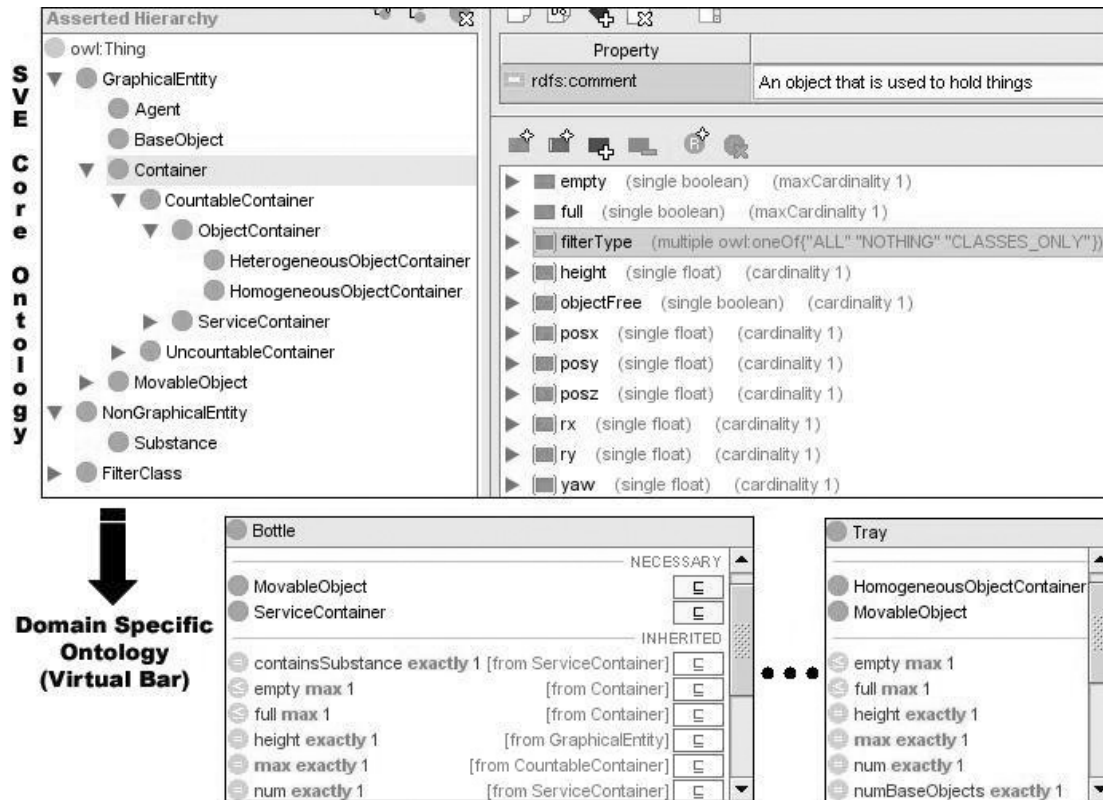 Asserted Hierarchy
owl:Thing
GraphicalEntity
Agent
BaseObject
Container
CountableContainer
ObjectContainer
HeterogeneousObjectContainer
HomogeneousObjectContainer
ServiceContainer
UncountableContainer
MovableObject
NonGraphicalEntity
Substance
FilterClass
SVE Core Ontology
Property
rdfs:comment An object that is used to hold things
empty (single boolean) (maxCardinality 1)
full (single boolean) (maxCardinality 1)
filterType (multiple owl:oneOf{"ALL" "NOTHING" "CLASSES_ONLY"})
height (single float) (cardinality 1)
objectFree (single boolean) (cardinality 1)
posx (single float) (cardinality 1)
posy (single float) (cardinality 1)
posz (single float) (cardinality 1)
rx (single float) (cardinality 1)
ry (single float) (cardinality 1)
yaw (single float) (cardinality 1)
Domain Specific
Ontology
(Virtual Bar)
Bottle
NECESSARY
MovableObject ⊑
ServiceContainer ⊑
INHERITED
containsSubstance exactly 1 [from ServiceContainer] ⊑
empty max 1 [from Container] ⊑
full max 1 [from Container] ⊑
height exactly 1 [from GraphicalEntity] ⊑
max exactly 1 [from CountableContainer] ⊑
num exactly 1 [from ServiceContainer] ⊑
Tray
HomogeneousObjectContainer
MovableObject
empty max 1
full max 1
height exactly 1
max exactly 1
num exactly 1
numBaseObjects exactly 1